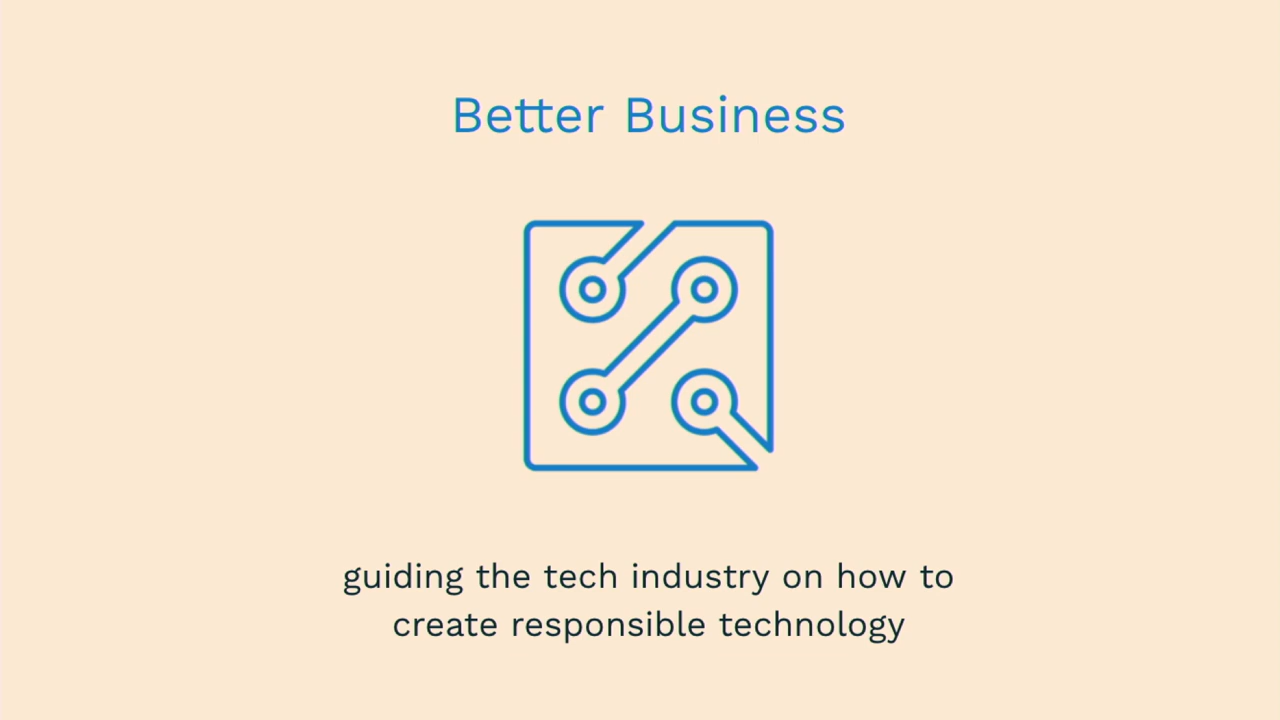 Better Business
guiding the tech industry on how to
create responsible technology